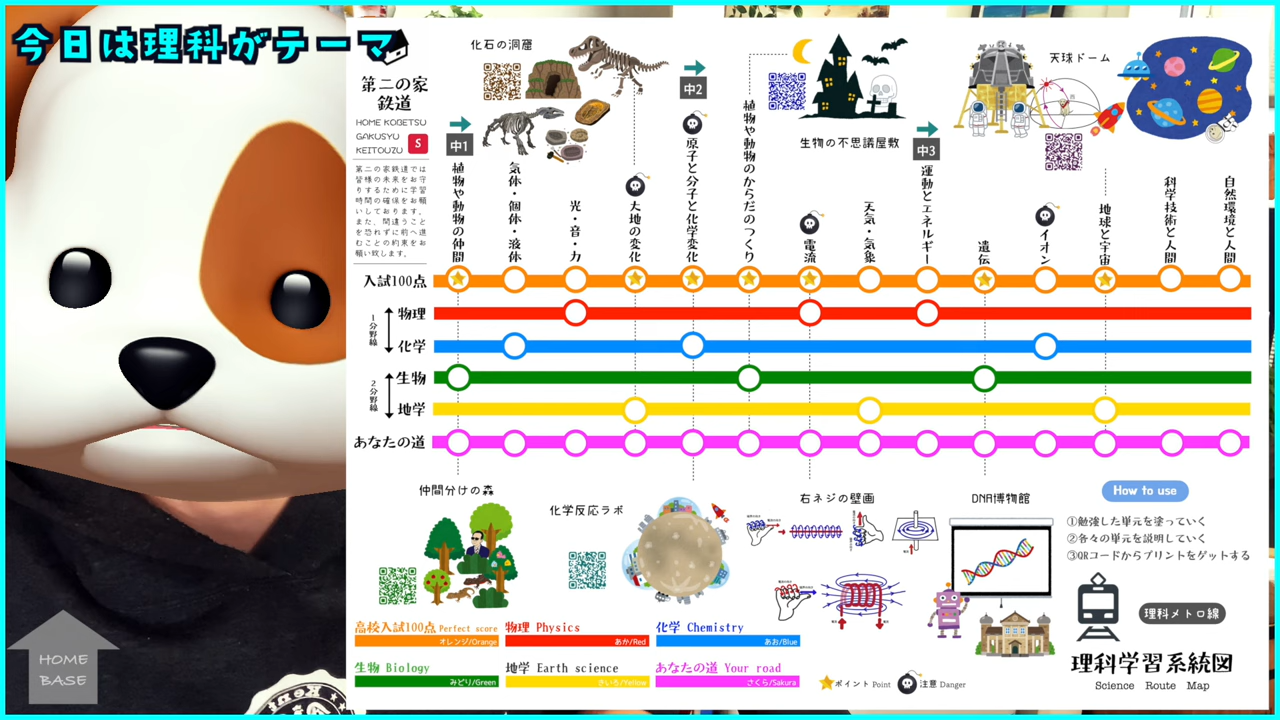 今日は理科がテーマ
第二の家
鉄道
HOME KOBETSU
GAKUSYU
KEITOUZU
S
第二の家鉄道では
皆様の未来をお守
りするために学習
時間の確保をお願
いしております。
また、間違うこと
を恐れずに前へ進
むことの約束をお
願い致します。
化石の洞窟
生物の不思議屋敷
天球ドーム
中1
中2
中3
植物や動物の仲間
気体・個体・液体
光・音・力
大地の変化
原子と分子と化学変化
植物や動物のからだのつくり
電流
天気・気象
運動とエネルギー
遺伝
イオン
地球と宇宙
科学技術と人間
自然環境と人間
入試100点
1分野線
物理
化学
2分野線
生物
地学
あなたの道
仲間分けの森
化学反応ラボ
右ネジの壁画
DNA博物館
How to use
①勉強した単元を塗っていく
②各々の単元を説明していく
③QRコードからプリントをゲットする
理科メトロ線
理科学習系統図
Science Route Map
高校入試100点 Perfect score
オレンジ/Orange
物理 Physics
あか/Red
化学 Chemistry
あお/Blue
生物 Biology
みどり/Green
地学 Earth science
きいろ/Yellow
あなたの道 Your road
さくら/Sakura
ポイント Point
注意 Danger
HOME
BASE